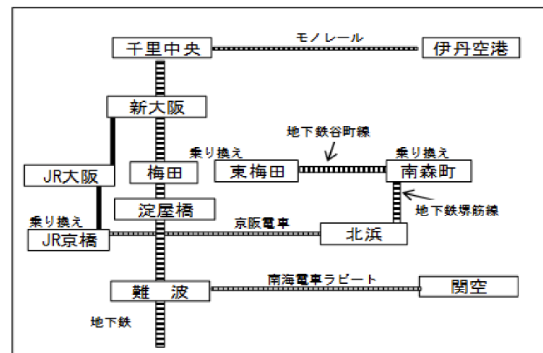 モノレール
千里中央
伊丹空港
新大阪
地下鉄谷町線
乗り換え
乗り換え
JR大阪
梅田
東梅田
南森町
淀屋橋
地下鉄堺筋線
乗り換え
京阪電車
JR京橋
北浜
南海電車ラピート
難 波
関空
地下鉄